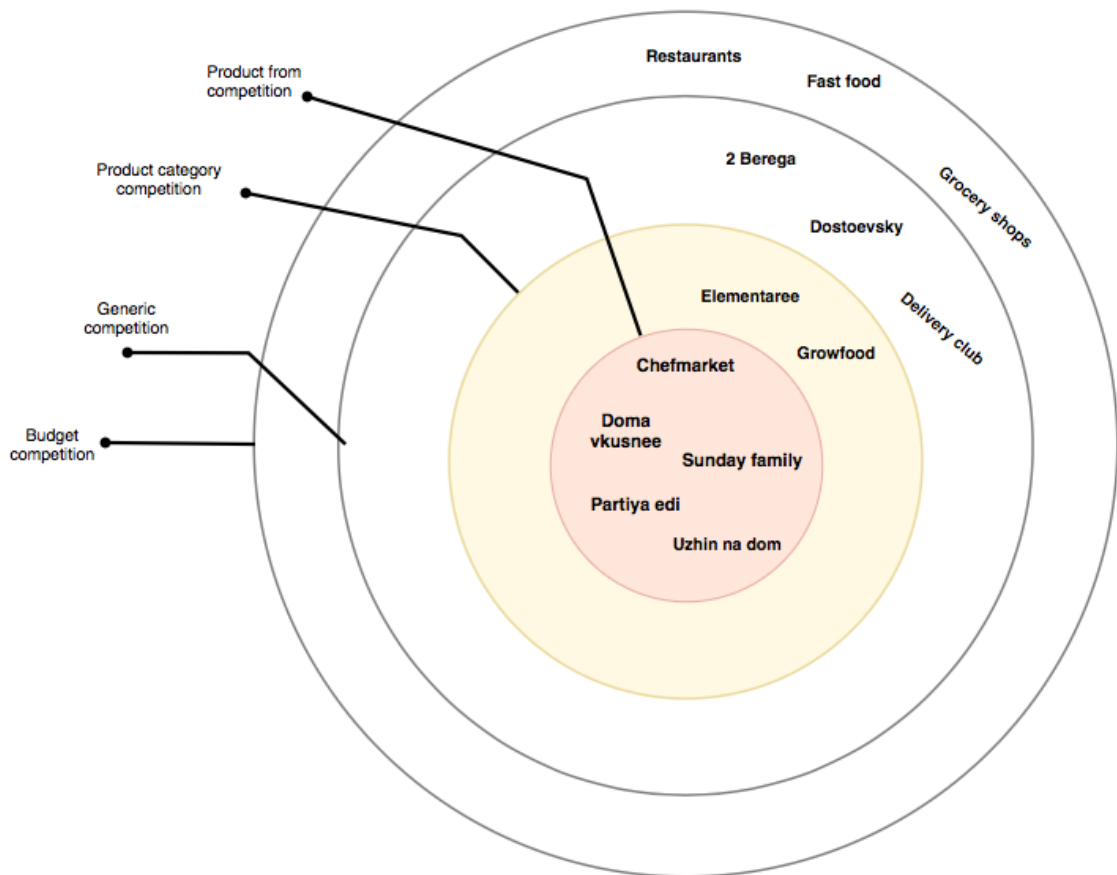 Restaurants
Fast food
Product from
competition
2 Berega
Product category
competition
Grocery shops
Dostoevsky
Elementaree
Delivery club
Generic
competition
Growfood
Chefmarket
Doma
vkusnee
Budget
competition
Sunday family
Partiya edi
Uzhin na dom